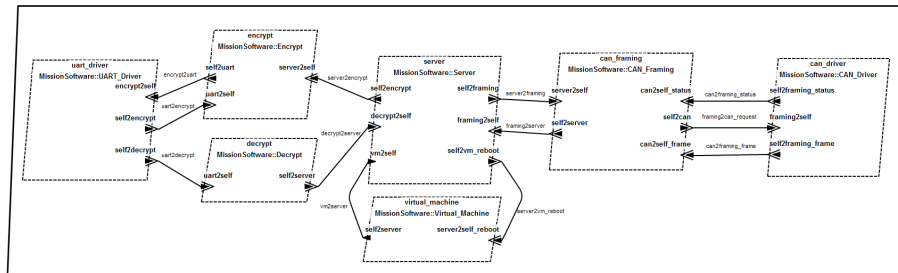 uart_driver
MissionSoftware::UART_Driver
encrypt2self
self2encrypt
self2decrypt
encrypt2uart
uart2encrypt
uart2decrypt
encrypt
MissionSoftware::Encrypt
self2uart
server2self
uart2self
decrypt
MissionSoftware::Decrypt
uart2self
self2server
server2encrypt
decrypt2server
vm2server
server
MissionSoftware::Server
self2encrypt
self2framing
decrypt2self
framing2self
vm2self
self2vm_reboot
virtual_machine
MissionSoftware::Virtual_Machine
self2server
server2self_reboot
server2framing
framing2server
server2vm_reboot
can_framing
MissionSoftware::CAN_Framing
server2self
can2self_status
self2server
self2can
can2self_frame
can2framing_status
framing2can_request
can2framing_frame
can_driver
MissionSoftware::CAN_Driver
self2framing_status
framing2self
self2framing_frame